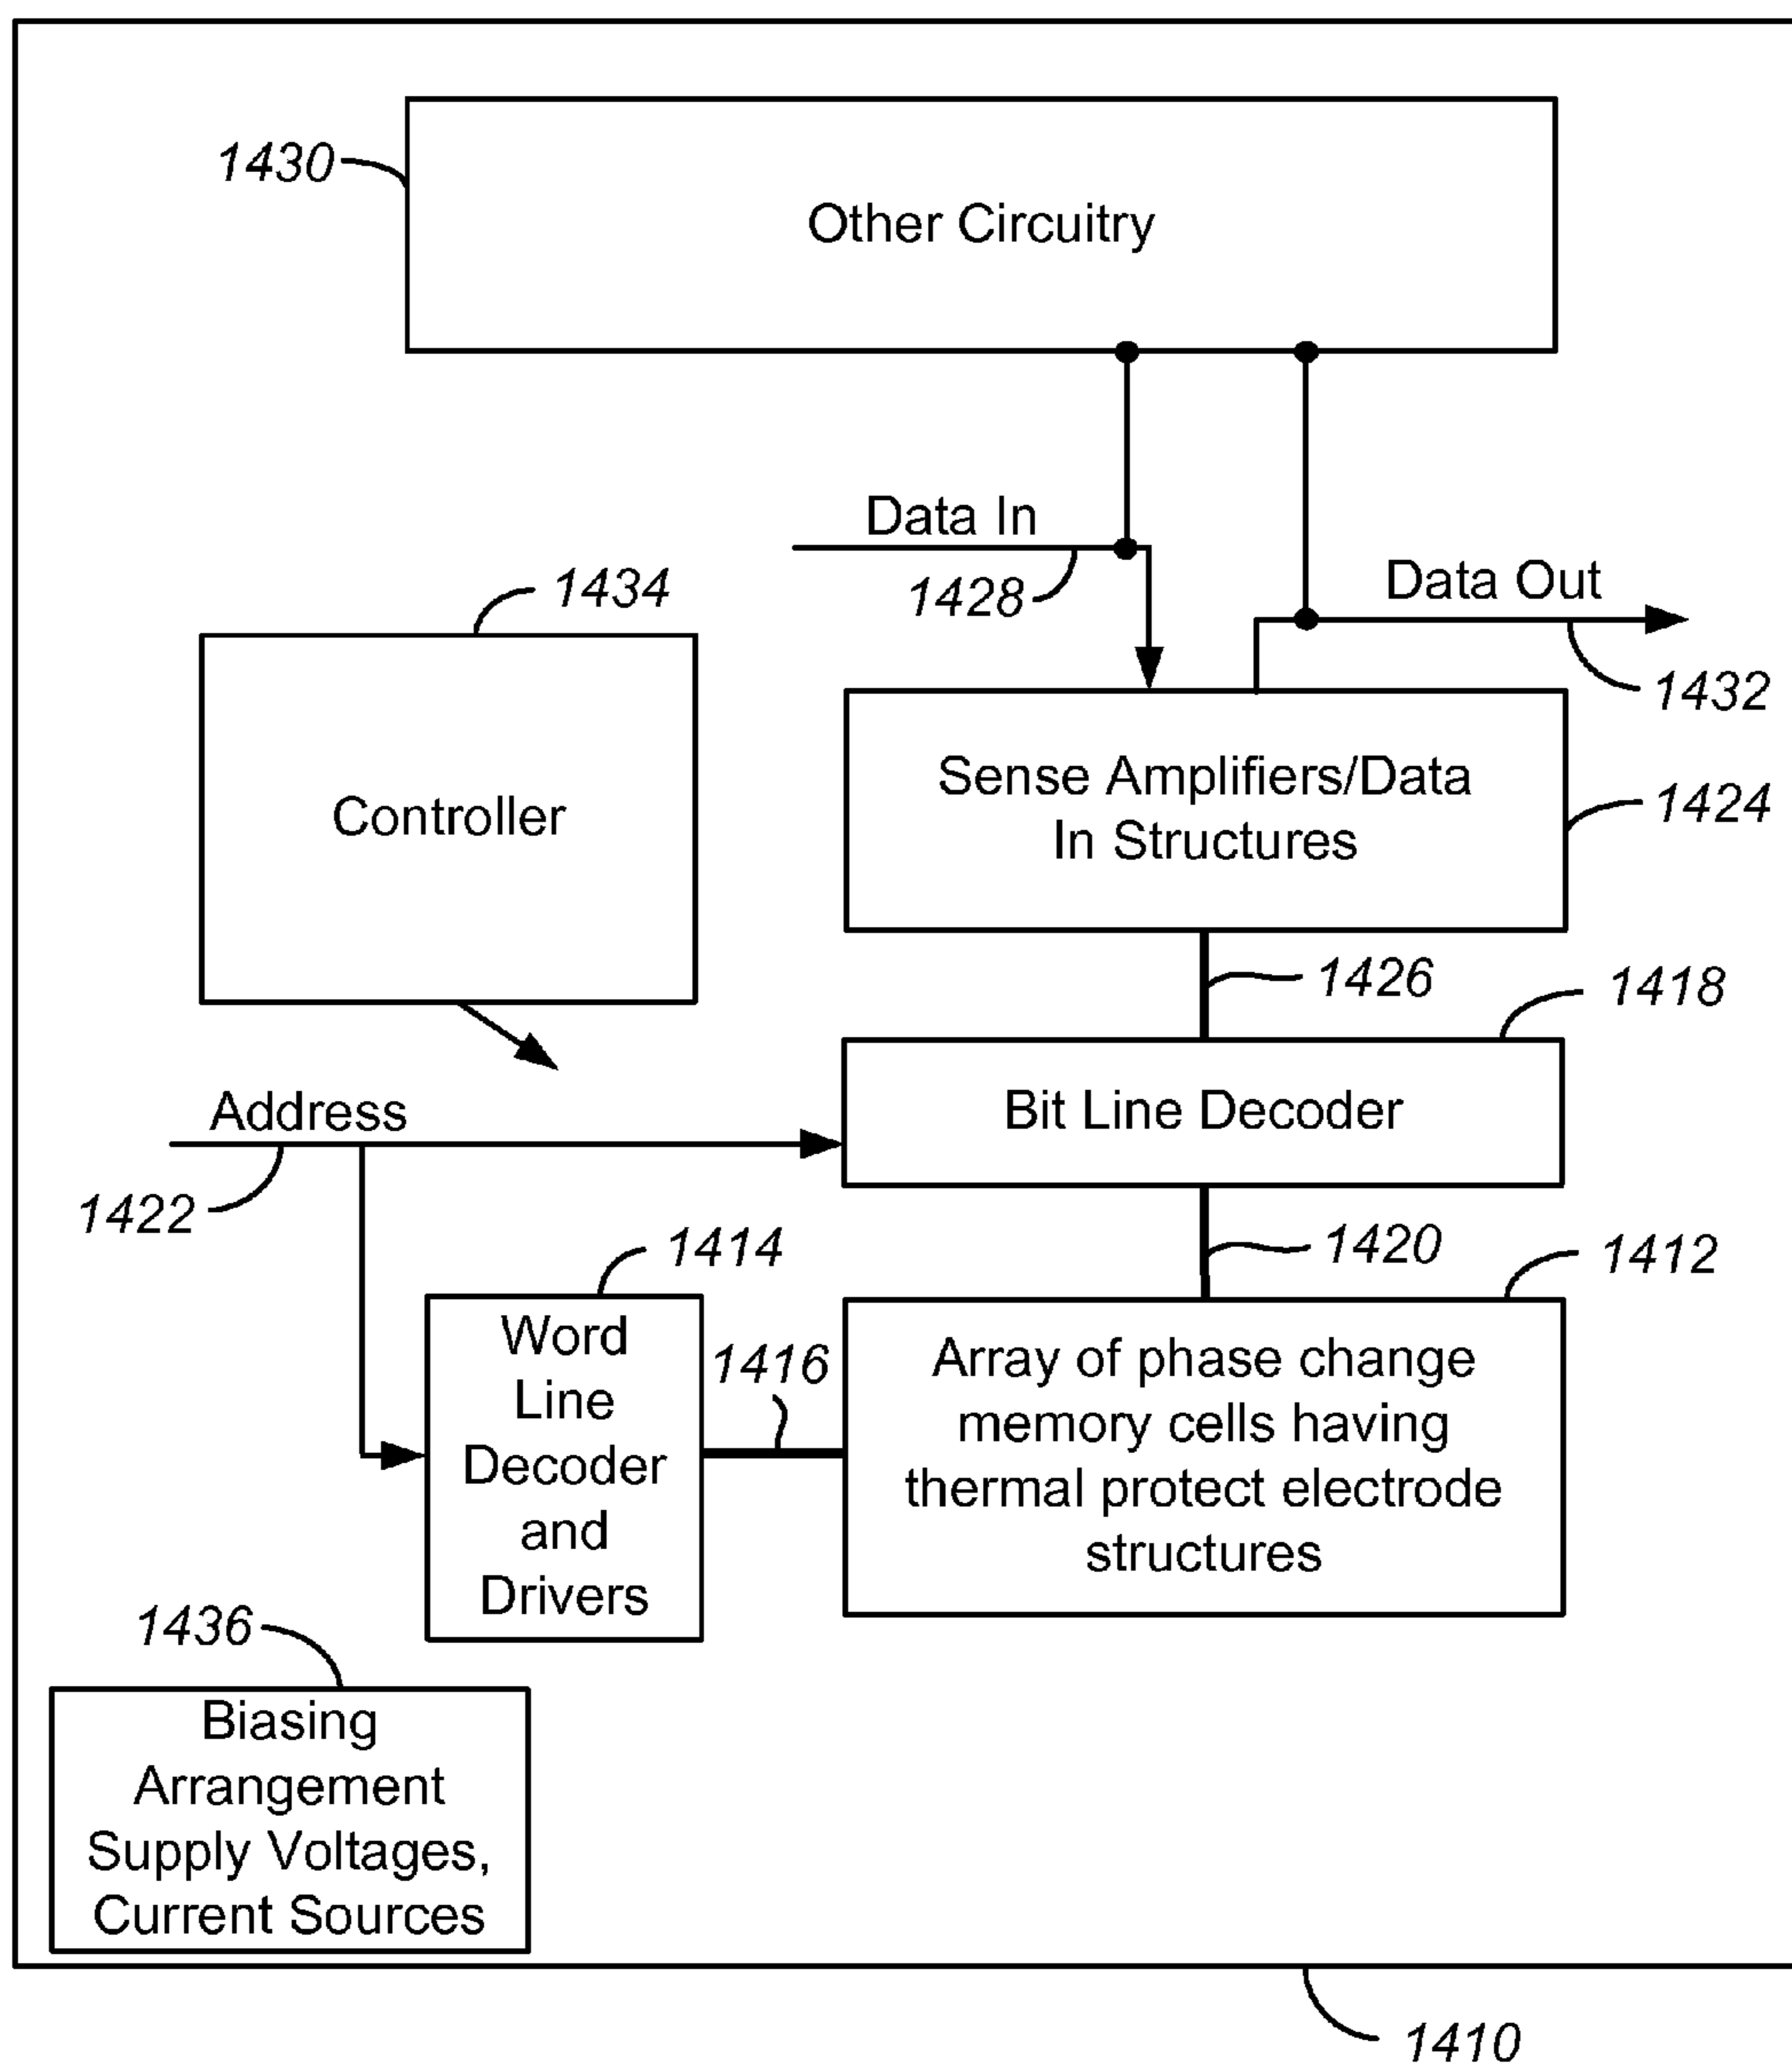 1430
Other Circuitry
Data In
1428
1434
Data Out
1432
Controller
Sense Amplifiers/Data
In Structures
1424
1426
1418
Address
Bit Line Decoder
1422
1414
1420
1412
Word
Line
Decoder
and
Drivers
1416
Array of phase change
memory cells having
thermal protect electrode
structures
1436
Biasing
Arrangement
Supply Voltages,
Current Sources
1410